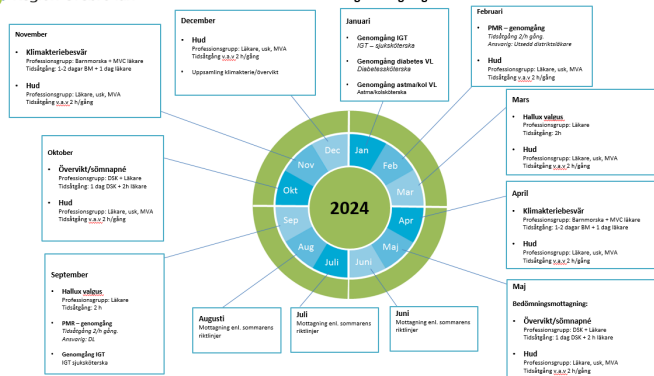 Januari
Genomgång IGT
IGT – sjuksköterska
Genomgång diabetes VL
Diabetessköterska
Genomgång astma/kol VL
Astma/kolsköterska
Februari
PMR – genomgång
Tidsåtgång 2/h gång.
Ansvarig: Utsedd distriktsläkare
Hud
Professionsgrupp: Läkare, usk, MVA
Tidsåtgång v.a.v 2 h/gång
Mars
Hallux valgus
Professionsgrupp: Läkare
Tidsåtgång: 2h
Hud
Professionsgrupp: Läkare, usk, MVA
Tidsåtgång v.a.v 2 h/gång
April
Klimakteriebesvär
Professionsgrupp: Barnmorska + MVC läkare
Tidsåtgång: 1-2 dagar BM + 1 dag läkare
Hud
Professionsgrupp: Läkare, usk, MVA
Tidsåtgång v.a.v 2 h/gång
Maj
Bedömningsmottagning:
Övervikt/sömnapné
Professionsgrupp: DSK + Läkare
Tidsåtgång: 1 dag DSK + 2 h läkare
Hud
Professionsgrupp: Läkare, usk, MVA
Tidsåtgång v.a.v 2 h/gång
Juni
Mottagning enl. sommarens
riktlinjer
Juli
Mottagning enl. sommarens
riktlinjer
Augusti
Mottagning enl. sommarens
riktlinjer
September
Hallux valgus
Professionsgrupp: Läkare
Tidsåtgång: 2 h
PMR – genomgång
Tidsåtgång 2/h gång.
Ansvarig: DL
Genomgång IGT
IGT sjuksköterska
Oktober
Övervikt/sömnapné
Professionsgrupp: DSK + Läkare
Tidsåtgång: 1 dag DSK + 2h läkare
Hud
Professionsgrupp: Läkare, usk, MVA
Tidsåtgång v.a.v 2 h/gång
November
Klimakteriebesvär
Professionsgrupp: Barnmorska + MVC läkare
Tidsåtgång: 1-2 dagar BM + 1 dag läkare
Hud
Professionsgrupp: Läkare, usk, MVA
Tidsåtgång v.a.v 2 h/gång
December
Hud
Professionsgrupp: Läkare, usk, MVA
Tidsåtgång v.a.v 2 h/gång
Uppsamling klimakterie/övervikt
2024
Jan
Feb
Mar
Apr
Maj
Juni
Juli
Aug
Sep
Okt
Nov
Dec